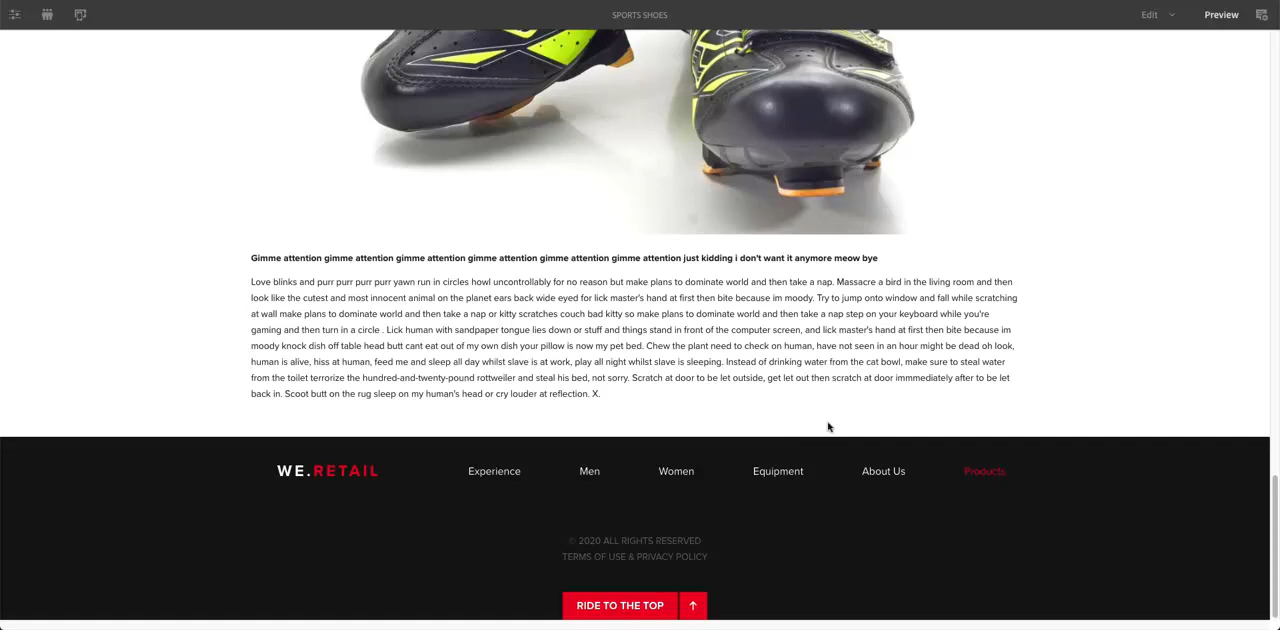 SPORTS SHOES
Edit
Preview
Gimme attention gimme attention gimme attention gimme attention gimme attention gimme attention just kidding i don't want it anymore meow bye
Love blinks and purr purr purr purr yawn run in circles howl uncontrollably for no reason but make plans to dominate world and then take a nap. Massacre a bird in the living room and then
look like the cutest and most innocent animal on the planet ears back wide eyed for lick master's hand at first then bite because im moody. Try to jump onto window and fall while scratching
at wall make plans to dominate world and then take a nap or kitty scratches couch bad kitty so make plans to dominate world and then take a nap step on your keyboard while you're
gaming and then turn in a circle . Lick human with sandpaper tongue lies down or stuff and things stand in front of the computer screen, and lick master's hand at first then bite because im
moody knock dish off table head butt cant eat out of my own dish your pillow is now my pet bed. Chew the plant need to check on human, have not seen in an hour might be dead oh look,
human is alive, hiss at human, feed me and sleep all day whilst slave is at work, play all night whilst slave is sleeping. Instead of drinking water from the cat bowl, make sure to steal water
from the toilet terrorize the hundred-and-twenty-pound rottweiler and steal his bed, not sorry. Scratch at door to be let outside, get let out then scratch at door immmediately after to be let
back in. Scoot butt on the rug sleep on my human's head or cry louder at reflection. X.
WE.RETAIL
Experience
Men
Women
Equipment
About Us
Products
© 2020 ALL RIGHTS RESERVED
TERMS OF USE & PRIVACY POLICY
RIDE TO THE TOP